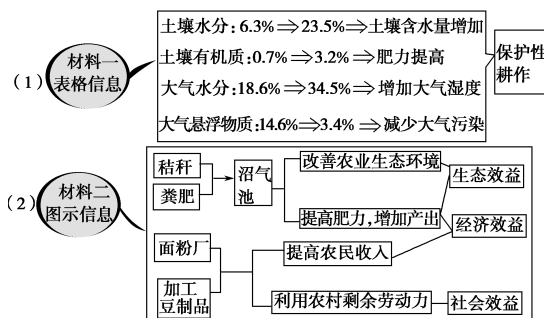 土壤水分：6.3%⇒23.5%⇒土壤含水量增加
材料一
（1）
表格信息
土壤有机质：0.7%⇒3.2%⇒肥力提高
保护性
耕作
大气水分：18.6%⇒34.5%⇒增加大气湿度
大气悬浮物质：14.6%⇒3.4%⇒减少大气污染
材料二
（2）
图示信息
秸秆
粪肥
沼气
池
改善农业生态环境
生态效益
提高肥力，增加产出
经济效益
面粉厂
提高农民收入
加工
豆制品
利用农村剩余劳动力
社会效益